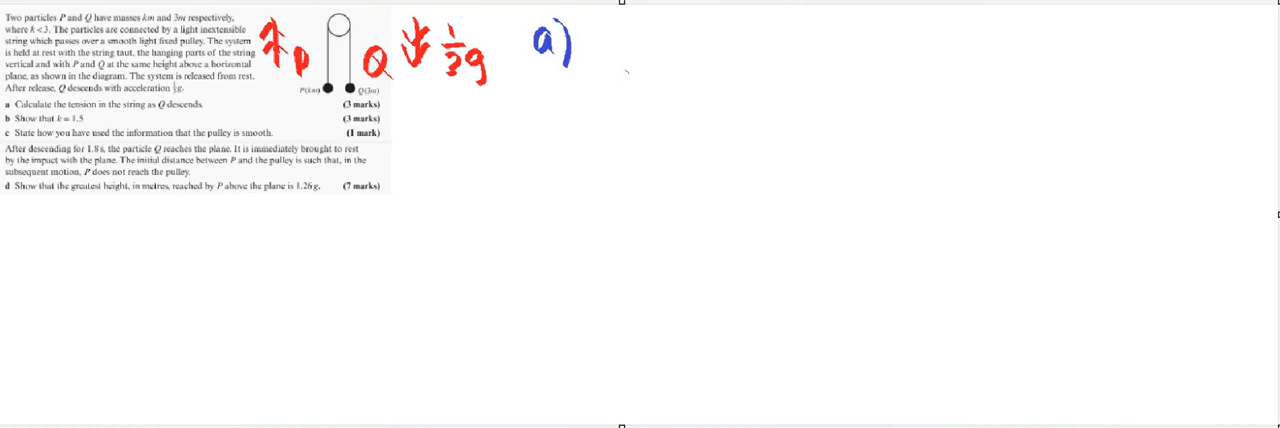 Two particles P and Q have masses km and 3m respectively,
where k < 3. The particles are connected by a light inextensible
string which passes over a smooth light fixed pulley. The system
is held at rest with the string taut, the hanging parts of the string
vertical and with P and Q at the same height above a horizontal
plane, as shown in the diagram. The system is released from rest.
After release, Q descends with acceleration ⅓g.
P(km) Q(3m)
P Q ⅓g
a)
a Calculate the tension in the string as Q descends. (3 marks)
b Show that k = 1.5 (3 marks)
c State how you have used the information that the pulley is smooth. (1 mark)
After descending for 1.8 s, the particle Q reaches the plane. It is immediately brought to rest
by the impact with the plane. The initial distance between P and the pulley is such that, in the
subsequent motion, P does not reach the pulley.
d Show that the greatest height, in metres, reached by P above the plane is 1.26g. (7 marks)